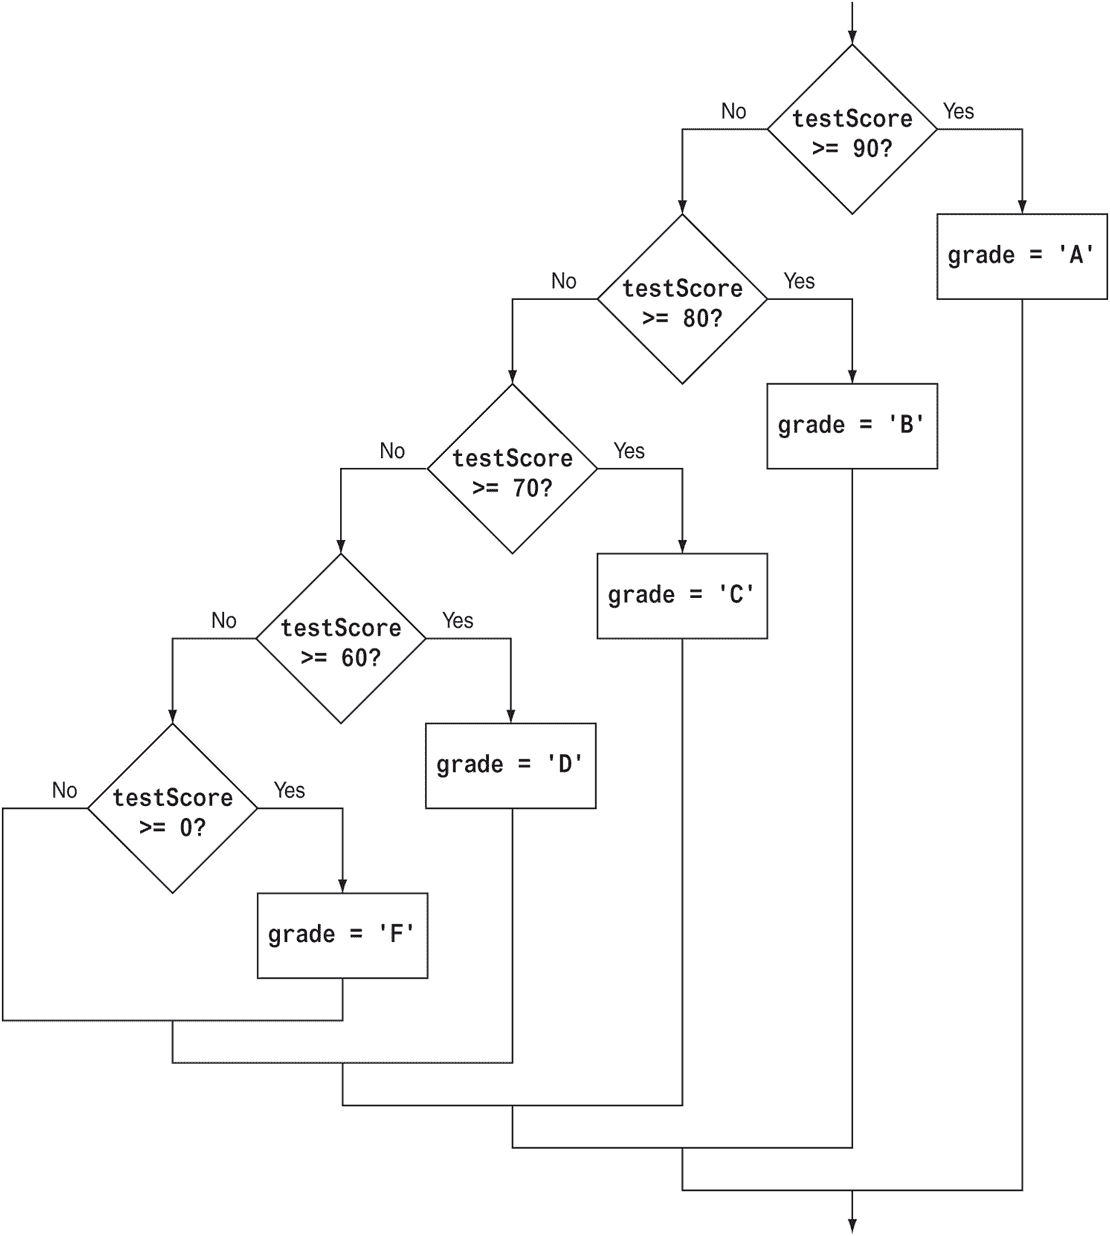 No
testScore
>= 90?
Yes
grade = 'A'
No
testScore
>= 80?
Yes
grade = 'B'
No
testScore
>= 70?
Yes
grade = 'C'
No
testScore
>= 60?
Yes
grade = 'D'
No
testScore
>= 0?
Yes
grade = 'F'